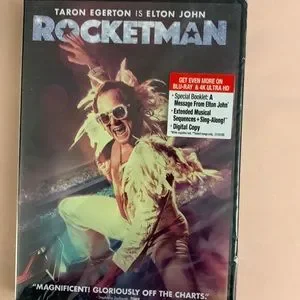 TARON EGERTON IS ELTON JOHN
ROCKETMAN
GET EVEN MORE ON
BLU-RAY & 4K ULTRA HD
• Special Booklet: A
Message From Elton John*
• Extended Musical
Sequences + Sing-Along!*
• Digital Copy
"MAGNIFICENT! GLORIOUSLY OFF THE CHARTS."